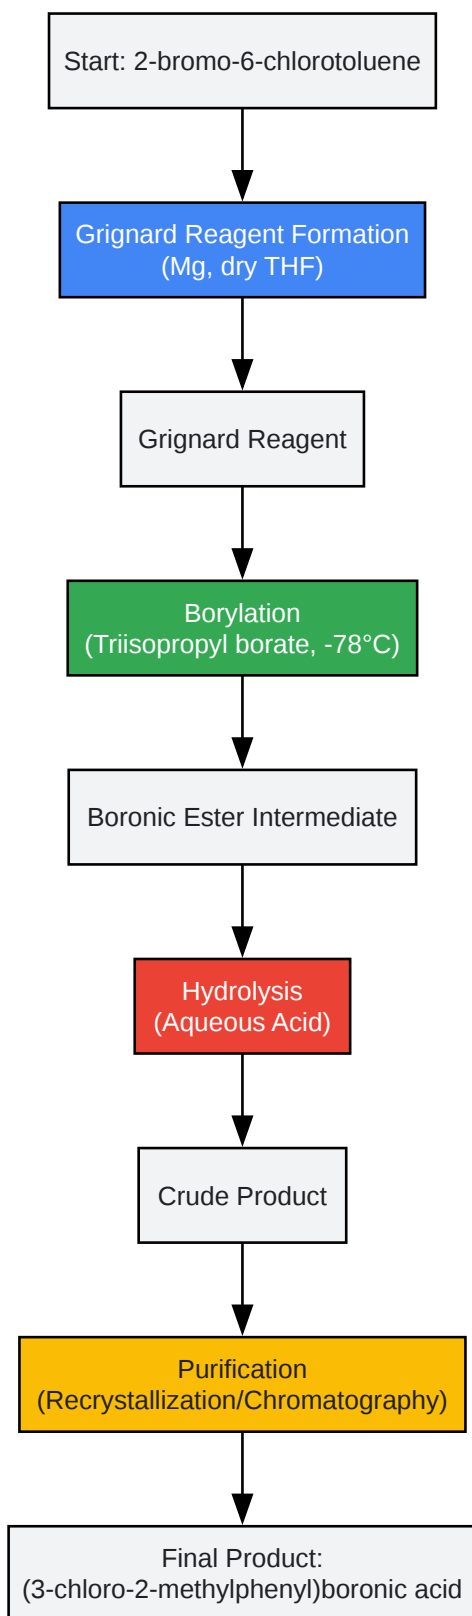 Start: 2-bromo-6-chlorotoluene
Grignard Reagent Formation
(Mg, dry THF)
Grignard Reagent
Borylation
(Triisopropyl borate, -78°C)
Boronic Ester Intermediate
Hydrolysis
(Aqueous Acid)
Crude Product
Purification
(Recrystallization/Chromatography)
Final Product:
(3-chloro-2-methylphenyl)boronic acid